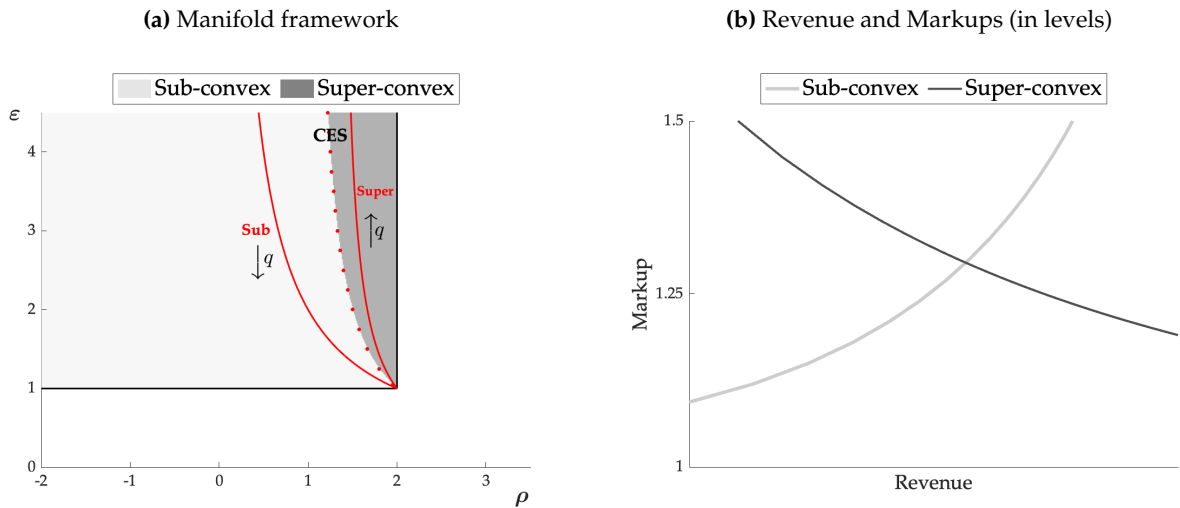 (a) Manifold framework
Sub-convex Super-convex
ε
4
3
2
1
0
-2 -1 0 1 2 3
ρ
CES
Super
q
Sub
q
(b) Revenue and Markups (in levels)
Sub-convex Super-convex
1.5
1.25
1
Markup
Revenue